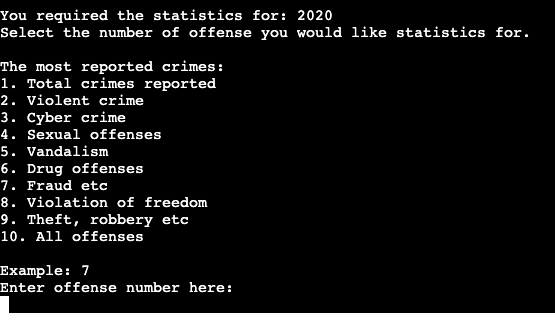 You required the statistics for: 2020
Select the number of offense you would like statistics for.
The most reported crimes:
1. Total crimes reported
2. Violent crime
3. Cyber crime
4. Sexual offenses
5. Vandalism
6. Drug offenses
7. Fraud etc
8. Violation of freedom
9. Theft, robbery etc
10. All offenses
Example: 7
Enter offense number here: